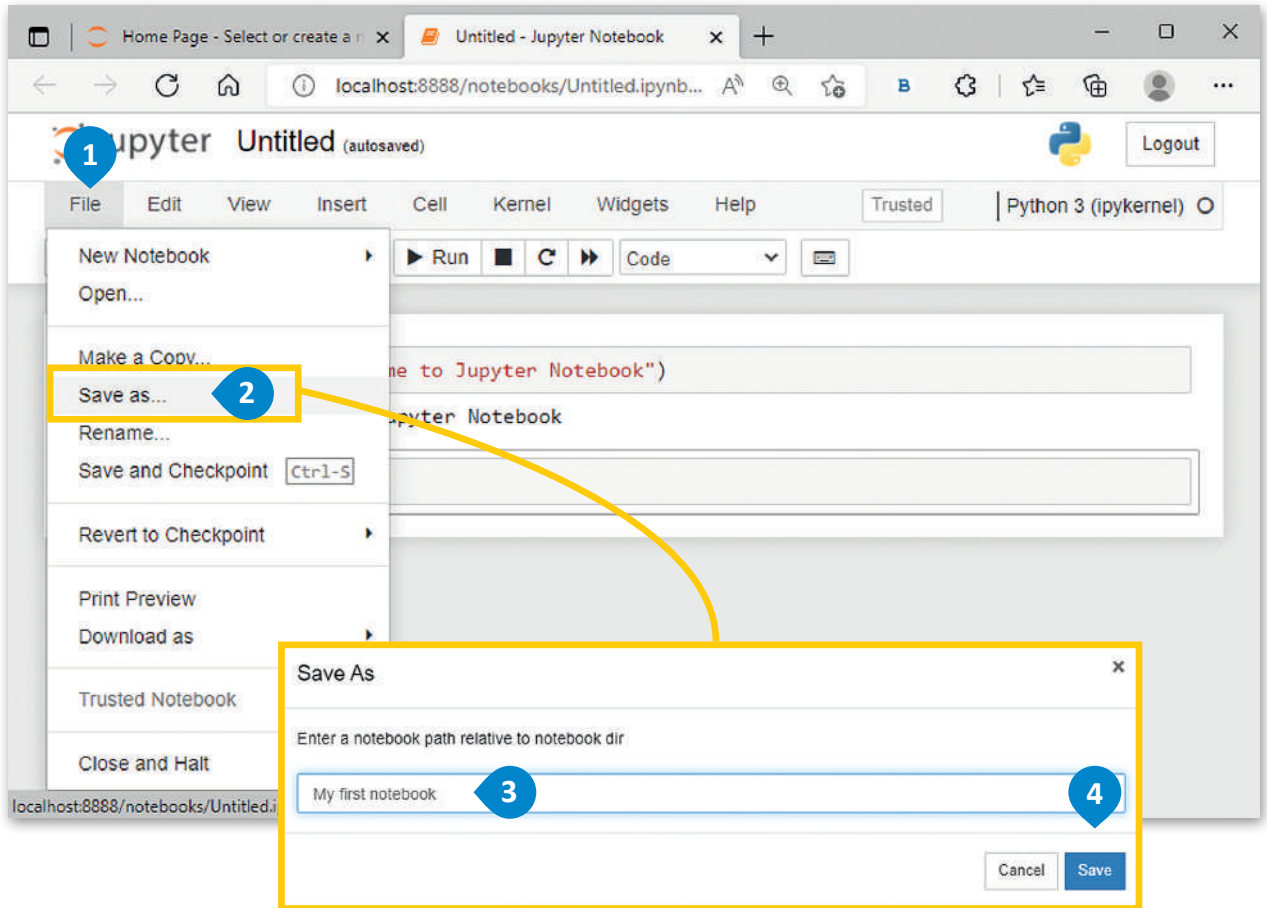 Home Page - Select or create a n
Untitled - Jupyter Notebook
localhost:8888/notebooks/Untitled.ipynb...
B
jupyter Untitled (autosaved)
Logout
1
File Edit View Insert Cell Kernel Widgets Help Trusted Python 3 (ipykernel)
New Notebook
Run Code
Open...
Make a Copy...
Save as... 2
Rename...
Save and Checkpoint Ctrl-S
Revert to Checkpoint
Print Preview
Download as
Trusted Notebook
Close and Halt
localhost:8888/notebooks/Untitled.i
me to Jupyter Notebook")
upyter Notebook
Save As
Enter a notebook path relative to notebook dir
My first notebook 3
4
Cancel Save